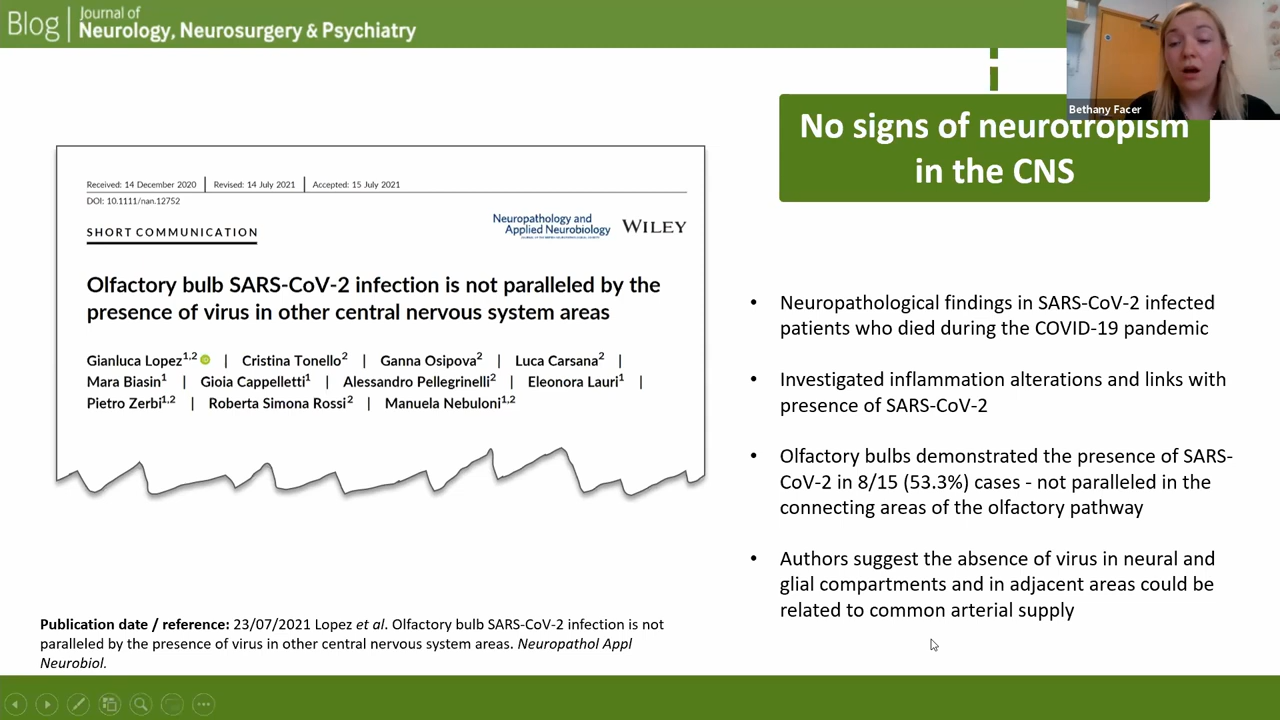 Blog | Journal of
Neurology, Neurosurgery & Psychiatry
Bethany Facer
No signs of neurotropism
in the CNS
Received: 14 December 2020 | Revised: 14 July 2021 | Accepted: 15 July 2021
DOI: 10.1111/nan.12752
SHORT COMMUNICATION
Neuropathology and
Applied Neurobiology
WILEY
Olfactory bulb SARS-CoV-2 infection is not paralleled by the
presence of virus in other central nervous system areas
Gianluca Lopez1,2 | Cristina Tonello2 | Ganna Osipova2 | Luca Carsana2 |
Mara Biasin1 | Gioia Cappelletti1 | Alessandro Pellegrinelli2 | Eleonora Lauri1 |
Pietro Zerbi1,2 | Roberta Simona Rossi2 | Manuela Nebuloni1,2
• Neuropathological findings in SARS-CoV-2 infected
patients who died during the COVID-19 pandemic
• Investigated inflammation alterations and links with
presence of SARS-CoV-2
• Olfactory bulbs demonstrated the presence of SARS-
CoV-2 in 8/15 (53.3%) cases - not paralleled in the
connecting areas of the olfactory pathway
• Authors suggest the absence of virus in neural and
glial compartments and in adjacent areas could be
related to common arterial supply
Publication date / reference: 23/07/2021 Lopez et al. Olfactory bulb SARS-CoV-2 infection is not
paralleled by the presence of virus in other central nervous system areas. Neuropathol Appl
Neurobiol.